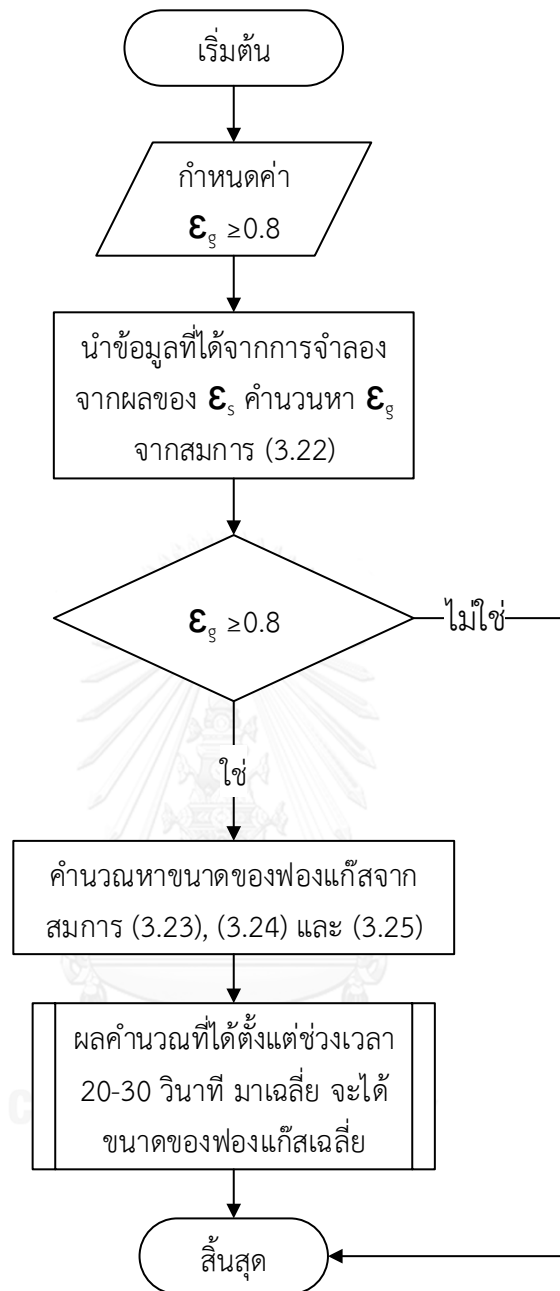 เริ่มต้น
กำหนดค่า
ε₉ ≥0.8
นำข้อมูลที่ได้จากการจำลอง
จากผลของ εₛ คำนวนหา ε₉
จากสมการ (3.22)
ε₉ ≥0.8
ไม่ใช่
ใช่
คำนวณหาขนาดของฟองแก๊สจาก
สมการ (3.23), (3.24) และ (3.25)
ผลคำนวณที่ได้ตั้งแต่ช่วงเวลา
20-30 วินาที มาเฉลี่ย จะได้
ขนาดของฟองแก๊สเฉลี่ย
สิ้นสุด